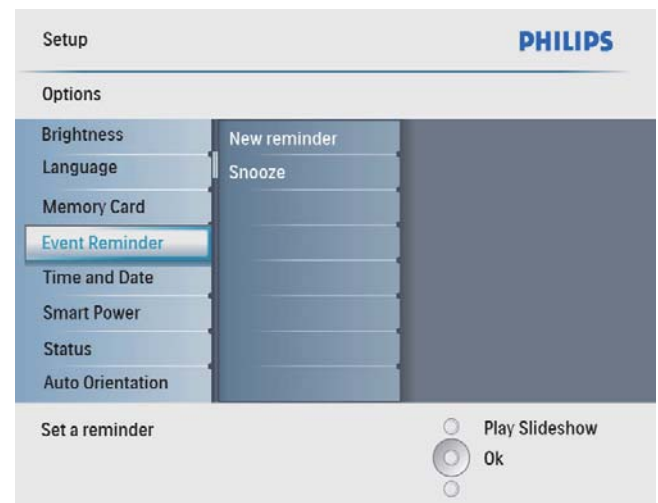 Setup
PHILIPS
Options
Brightness
Language
Memory Card
Event Reminder
Time and Date
Smart Power
Status
Auto Orientation
New reminder
Snooze
Set a reminder
Play Slideshow
Ok